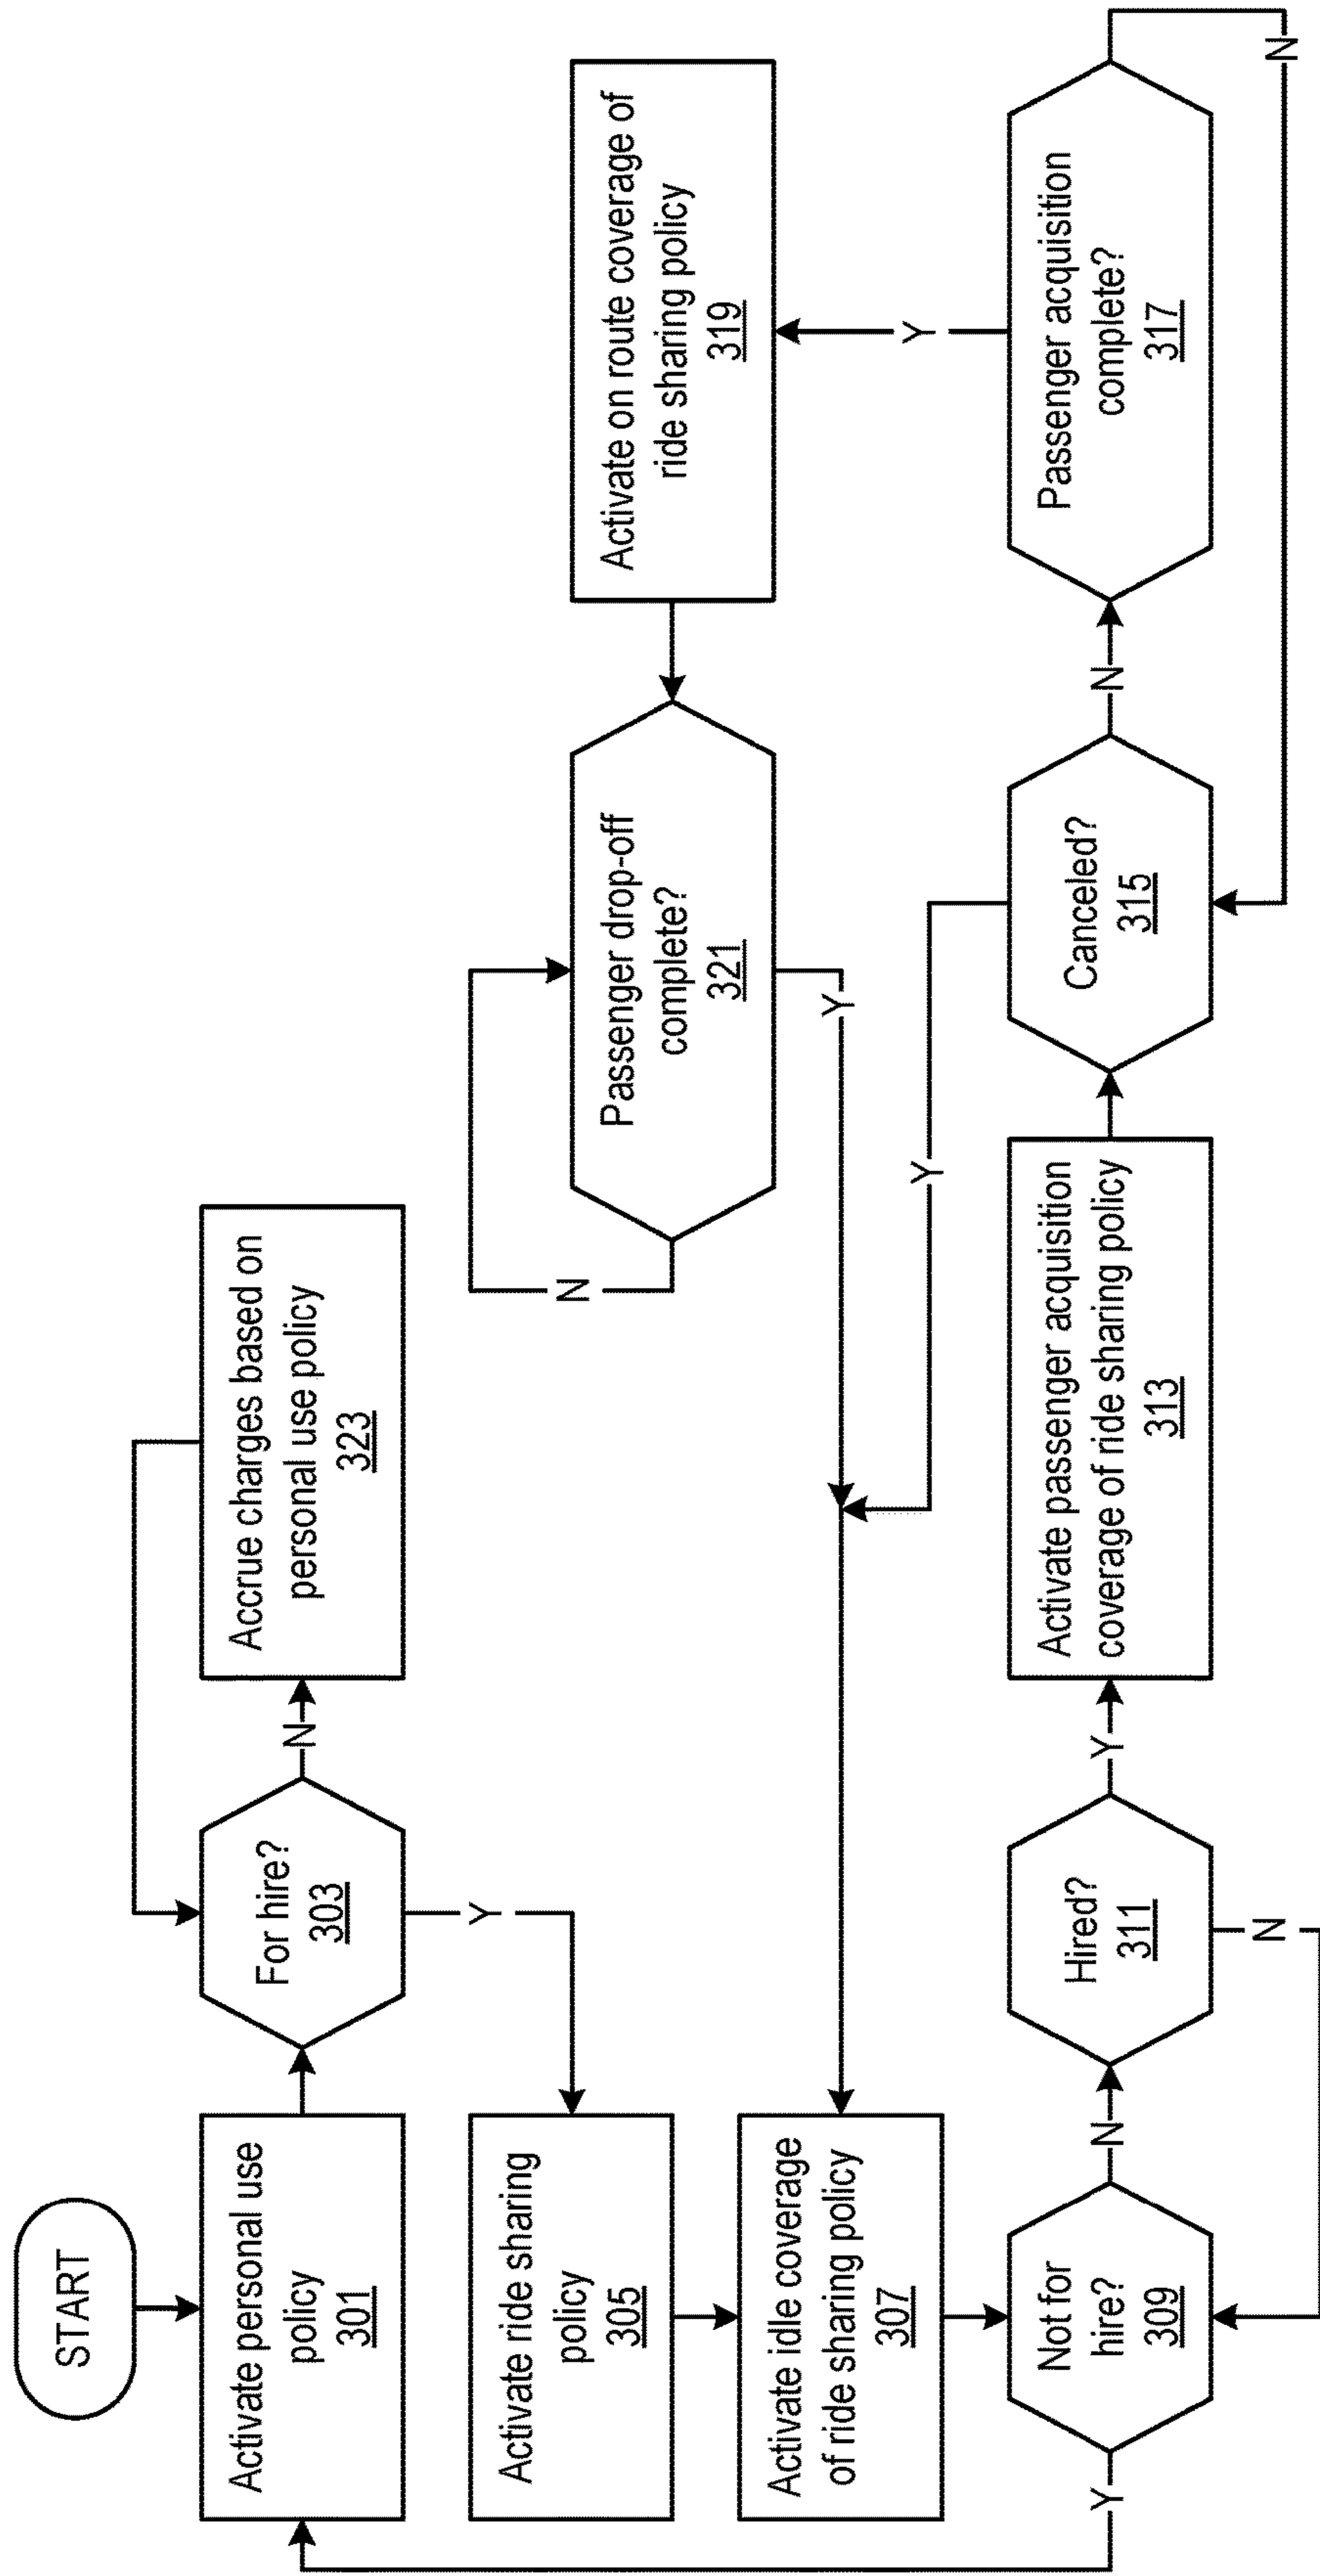 START
Activate personal use
policy
301
For hire?
303
N
Accrue charges based on
personal use policy
323
Y
Activate ride sharing
policy
305
Activate idle coverage
of ride sharing policy
307
N
Passenger drop-off
complete?
321
Y
Activate on route coverage of
ride sharing policy
319
Y
Y
Not for
hire?
309
Y
N
Hired?
311
N
Y
Activate passenger acquisition
coverage of ride sharing policy
313
Canceled?
315
N
Passenger acquisition
complete?
317
N